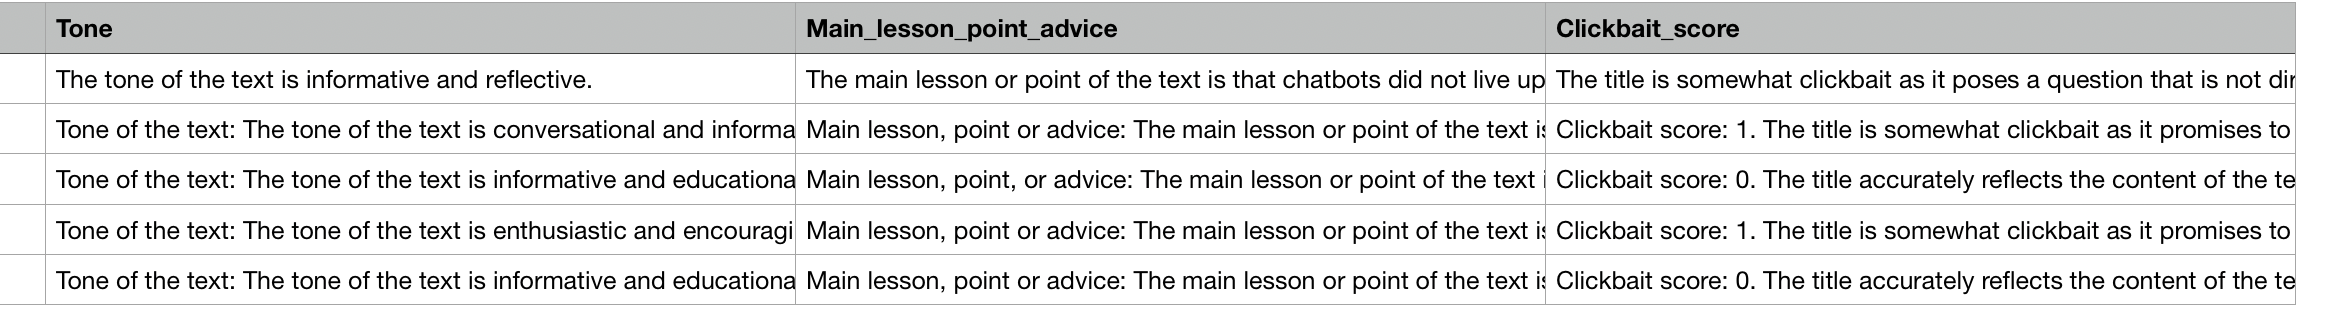 Tone Main_lesson_point_advice Clickbait_score
The tone of the text is informative and reflective. The main lesson or point of the text is that chatbots did not live up The title is somewhat clickbait as it poses a question that is not
Tone of the text: The tone of the text is conversational and Main lesson, point or advice: The main lesson or point of the text Clickbait score: 1. The title is somewhat clickbait as it promises to
Tone of the text: The tone of the text is informative and Main lesson, point, or advice: The main lesson or point of the text Clickbait score: 0. The title accurately reflects the content of the
Tone of the text: The tone of the text is enthusiastic and Main lesson, point or advice: The main lesson or point of the text Clickbait score: 1. The title is somewhat clickbait as it promises to
Tone of the text: The tone of the text is informative and Main lesson, point or advice: The main lesson or point of the text Clickbait score: 0. The title accurately reflects the content of the